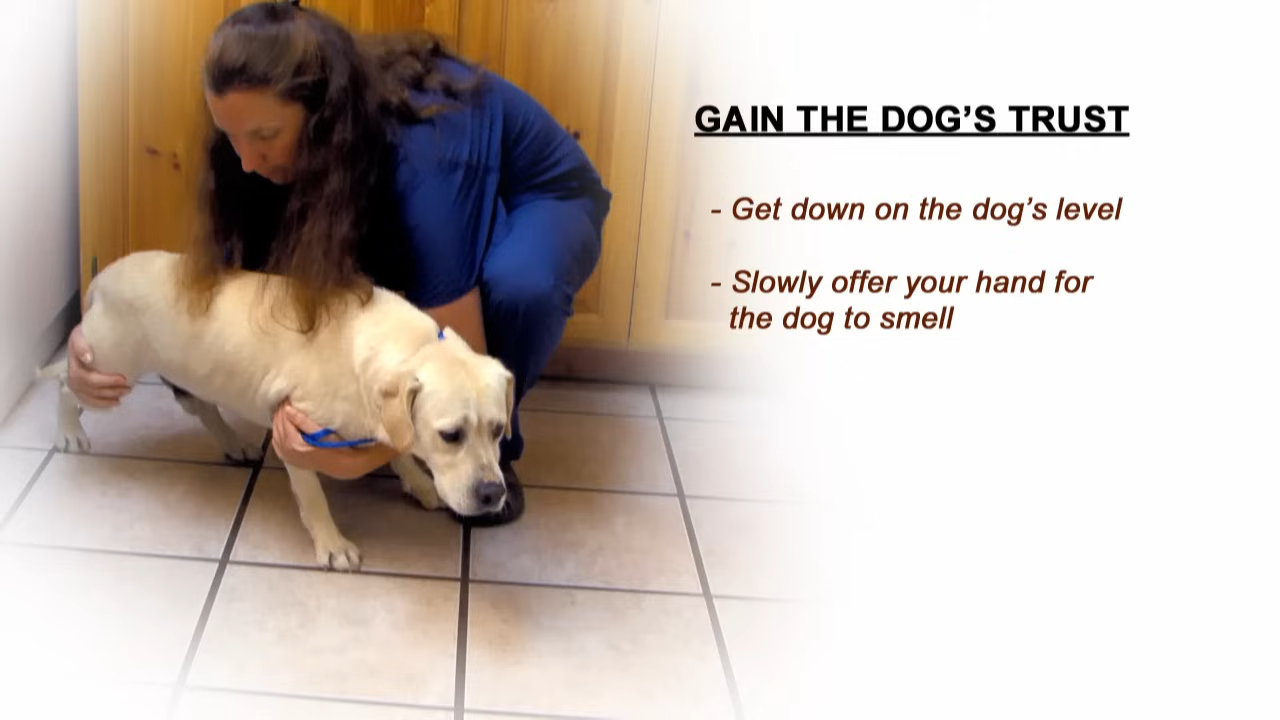 GAIN THE DOG’S TRUST
- Get down on the dog’s level
- Slowly offer your hand for
the dog to smell